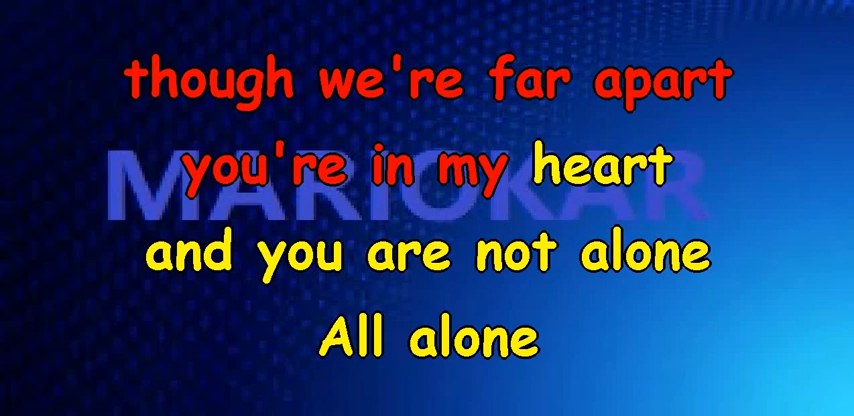 though we're far apart
you're in my heart
MARIOKAR
and you are not alone
All alone